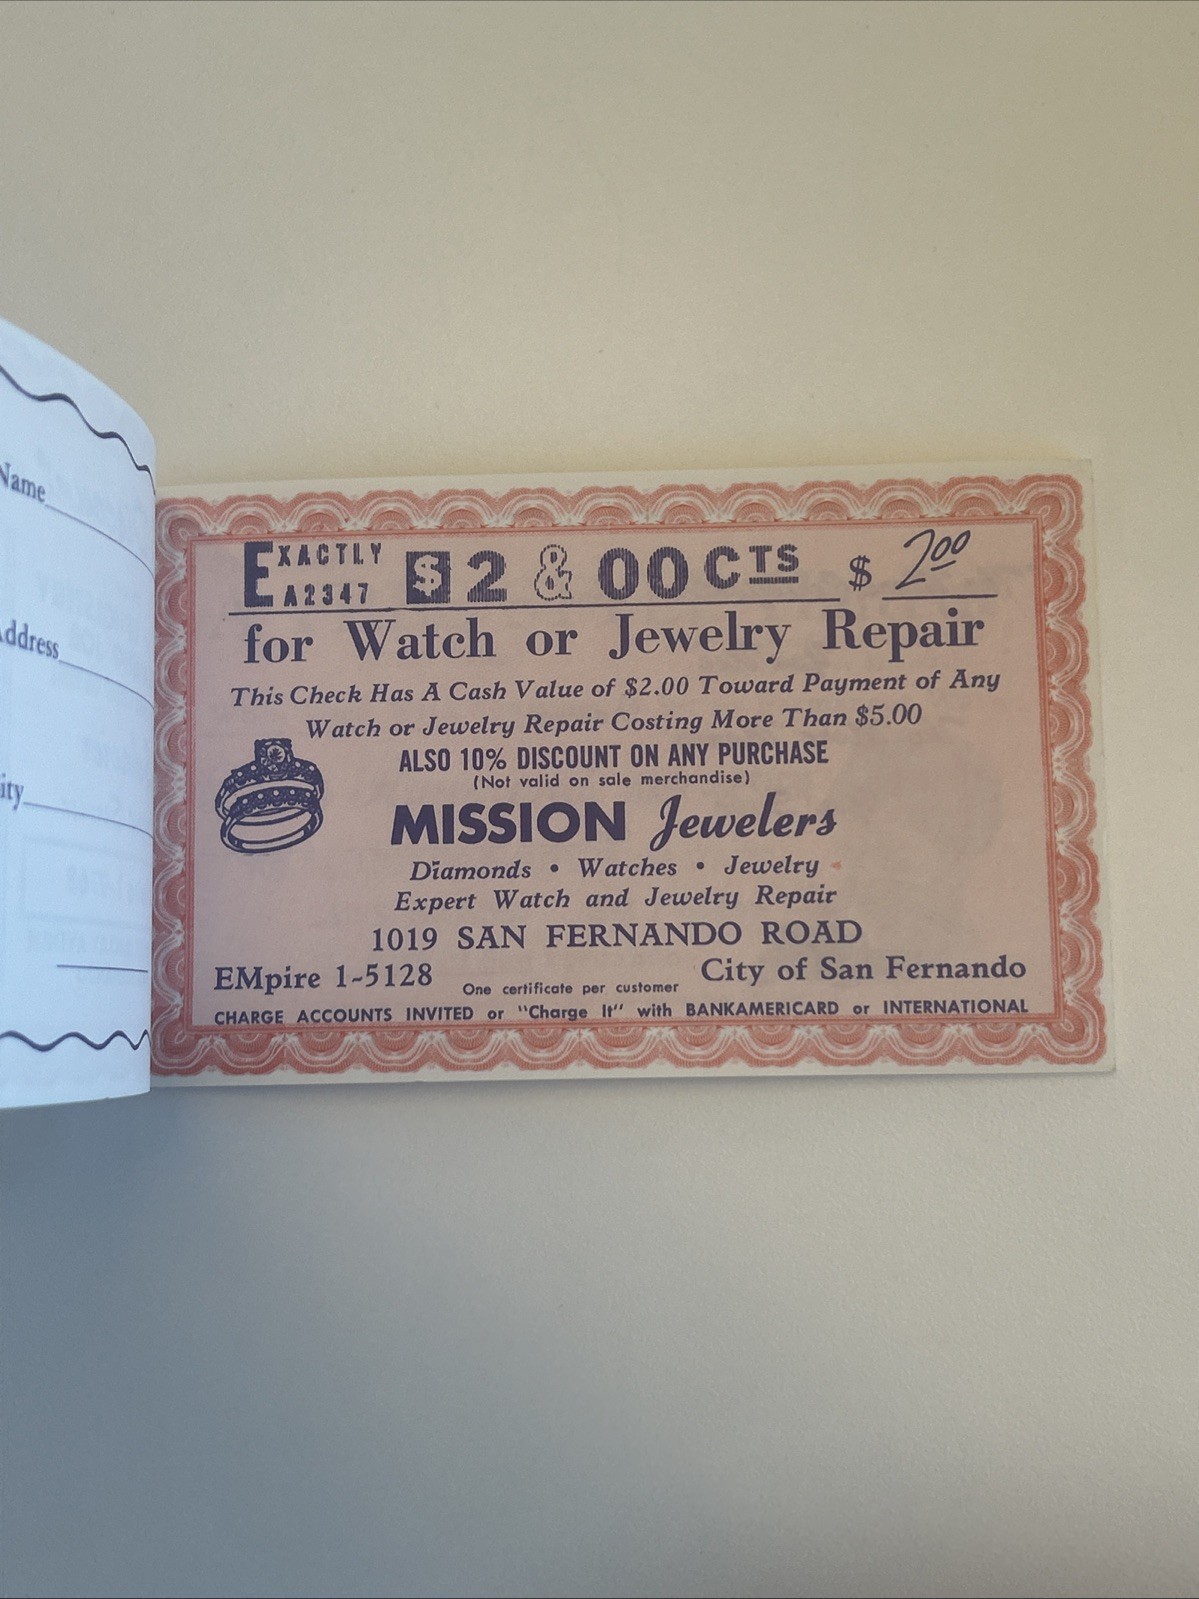 Name
Address
EXACTLY
A2347
$2 & 00 CTS $ 2.00
for Watch or Jewelry Repair
This Check Has A Cash Value of $2.00 Toward Payment of Any
Watch or Jewelry Repair Costing More Than $5.00
ALSO 10% DISCOUNT ON ANY PURCHASE
(Not valid on sale merchandise)
MISSION Jewelers
Diamonds • Watches • Jewelry
Expert Watch and Jewelry Repair
1019 SAN FERNANDO ROAD
EMpire 1-5128 One certificate per customer City of San Fernando
CHARGE ACCOUNTS INVITED or "Charge It" with BANKAMERICARD or INTERNATIONAL